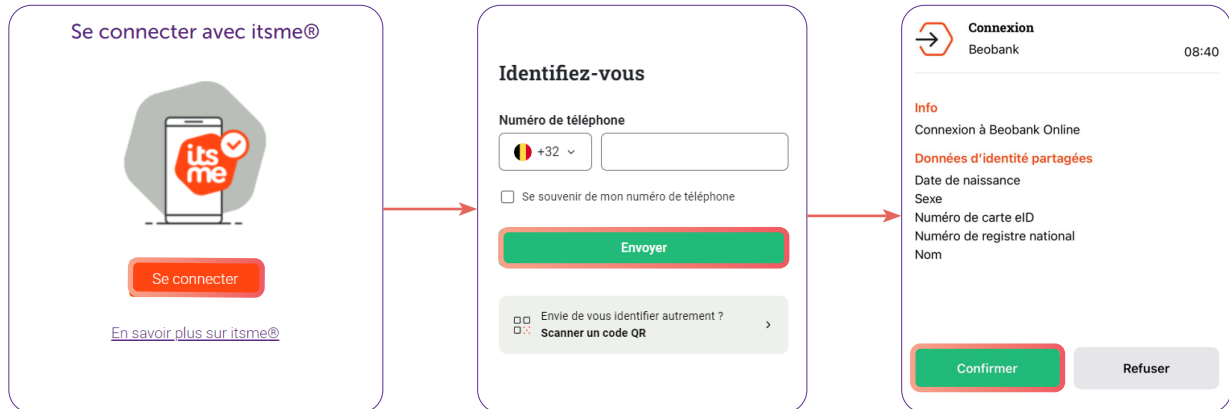 Se connecter avec itsme®
its
me
Se connecter
En savoir plus sur itsme®
Identifiez-vous
Numéro de téléphone
+32
Se souvenir de mon numéro de téléphone
Envoyer
Envie de vous identifier autrement ?
Scanner un code QR
Connexion
Beobank
08:40
Info
Connexion à Beobank Online
Données d'identité partagées
Date de naissance
Sexe
Numéro de carte eID
Numéro de registre national
Nom
Confirmer
Refuser